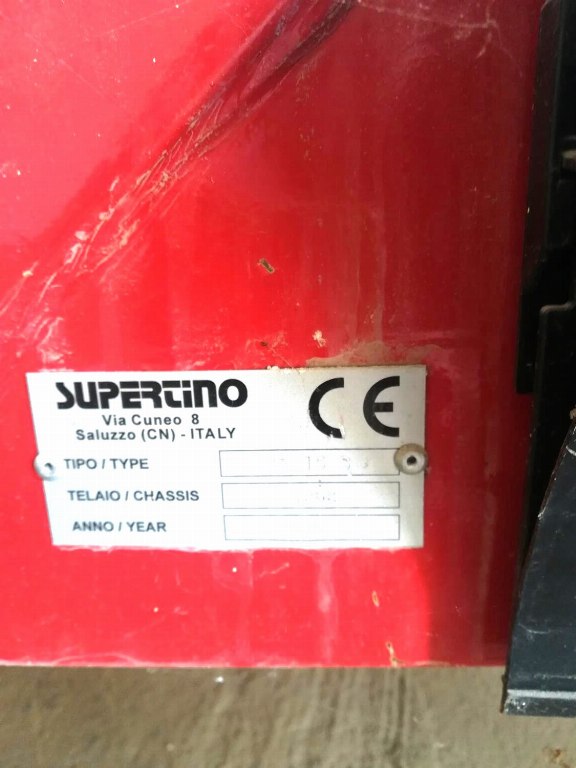 SUPERTINO
CE
Via Cuneo 8
Saluzzo (CN) - ITALY
TIPO / TYPE
TELAIO / CHASSIS
ANNO / YEAR